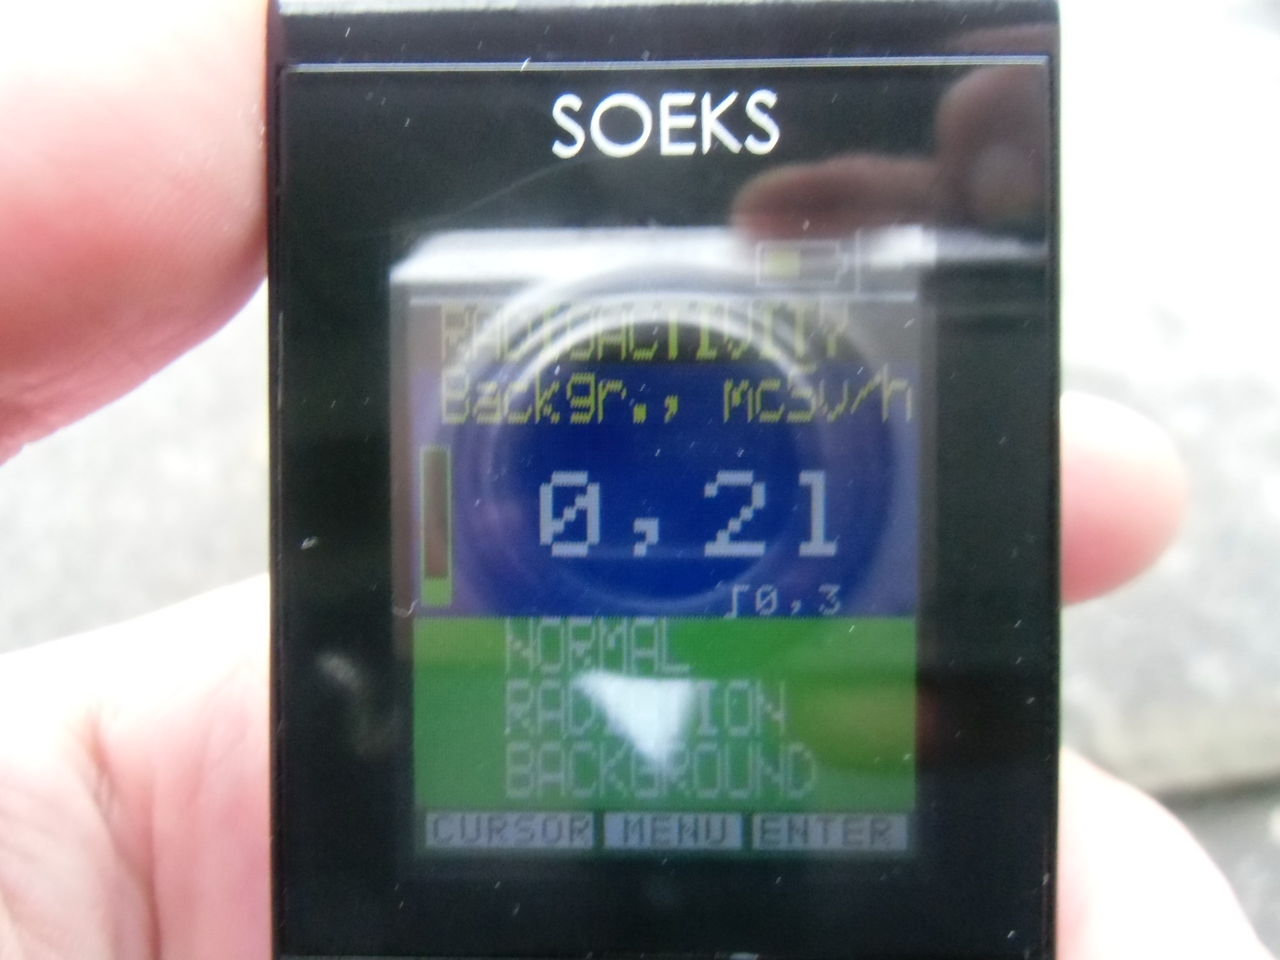 SOEKS
RADIOACTIVITY
Backgr., mcSv/h
0,21
∫0,3
NORMAL
RADIATION
BACKGROUND
CURSOR MENU ENTER